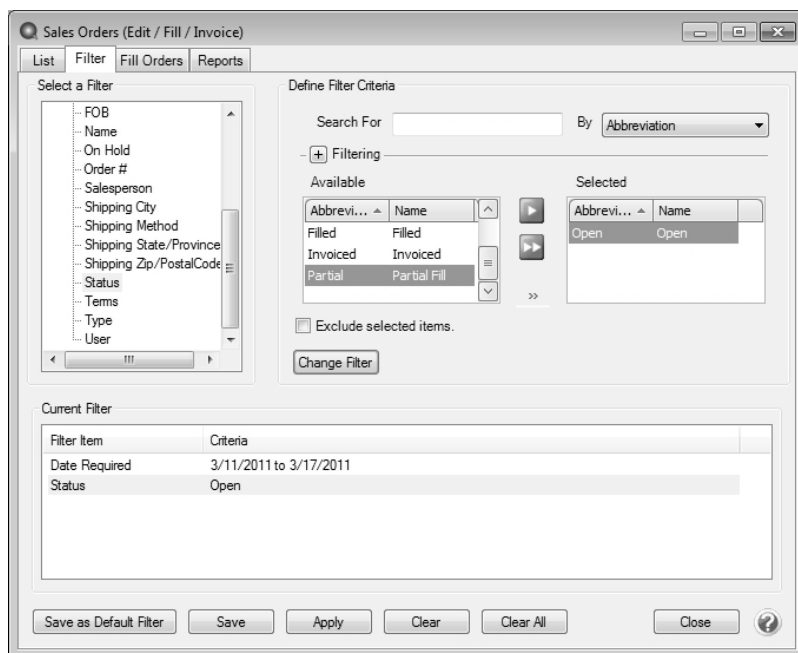 Sales Orders (Edit / Fill / Invoice)
List Filter Fill Orders Reports
Select a Filter
FOB
Name
On Hold
Order #
Salesperson
Shipping City
Shipping Method
Shipping State/Province
Shipping Zip/PostalCode
Status
Terms
Type
User
Define Filter Criteria
Search For By Abbreviation
Filtering
Available
Abbrevi... Name
Filled Filled
Invoiced Invoiced
Partial Partial Fill
Selected
Abbrevi... Name
Open Open
Exclude selected items.
Change Filter
Current Filter
Filter Item Criteria
Date Required 3/11/2011 to 3/17/2011
Status Open
Save as Default Filter Save Apply Clear Clear All Close